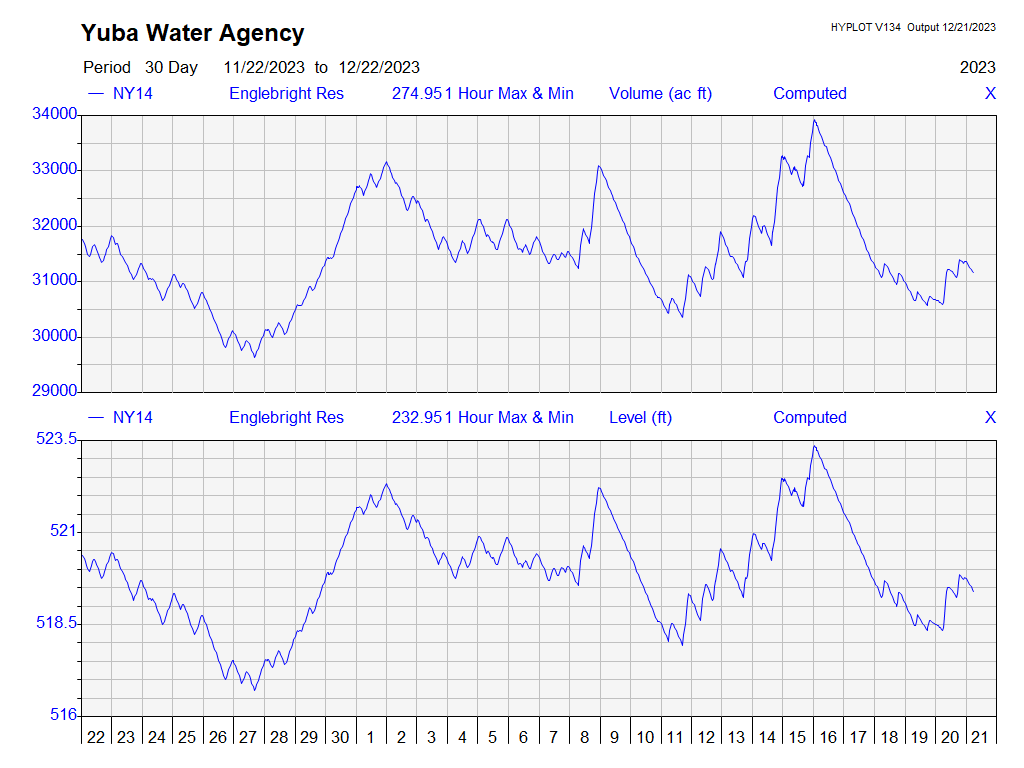 Yuba Water Agency
HYPLOT V134 Output 12/21/2023
Period 30 Day 11/22/2023 to 12/22/2023 2023
NY14 Englebright Res 274.951 Hour Max & Min Volume (ac ft) Computed X
34000
33000
32000
31000
30000
29000
NY14 Englebright Res 232.951 Hour Max & Min Level (ft) Computed X
523.5
521
518.5
516
22 23 24 25 26 27 28 29 30 1 2 3 4 5 6 7 8 9 10 11 12 13 14 15 16 17 18 19 20 21